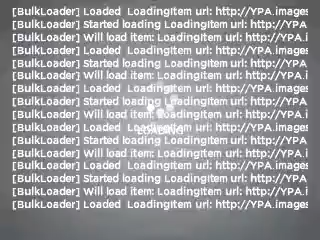 [BulkLoader] Loaded LoadingItem url: http://YPA.images
[BulkLoader] Started loading LoadingItem url: http://YPA
[BulkLoader] Will load item: LoadingItem url: http://YPA.i
[BulkLoader] Loaded LoadingItem url: http://YPA.images
[BulkLoader] Started loading LoadingItem url: http://YPA
[BulkLoader] Will load item: LoadingItem url: http://YPA.i
[BulkLoader] Loaded LoadingItem url: http://YPA.images
[BulkLoader] Started loading LoadingItem url: http://YPA
[BulkLoader] Will load item: LoadingItem url: http://YPA.i
[BulkLoader] Loaded LoadingItem url: http://YPA.images
LOADING
[BulkLoader] Started loading LoadingItem url: http://YPA
[BulkLoader] Will load item: LoadingItem url: http://YPA.i
[BulkLoader] Loaded LoadingItem url: http://YPA.images
[BulkLoader] Started loading LoadingItem url: http://YPA
[BulkLoader] Will load item: LoadingItem url: http://YPA.i
[BulkLoader] Loaded LoadingItem url: http://YPA.images